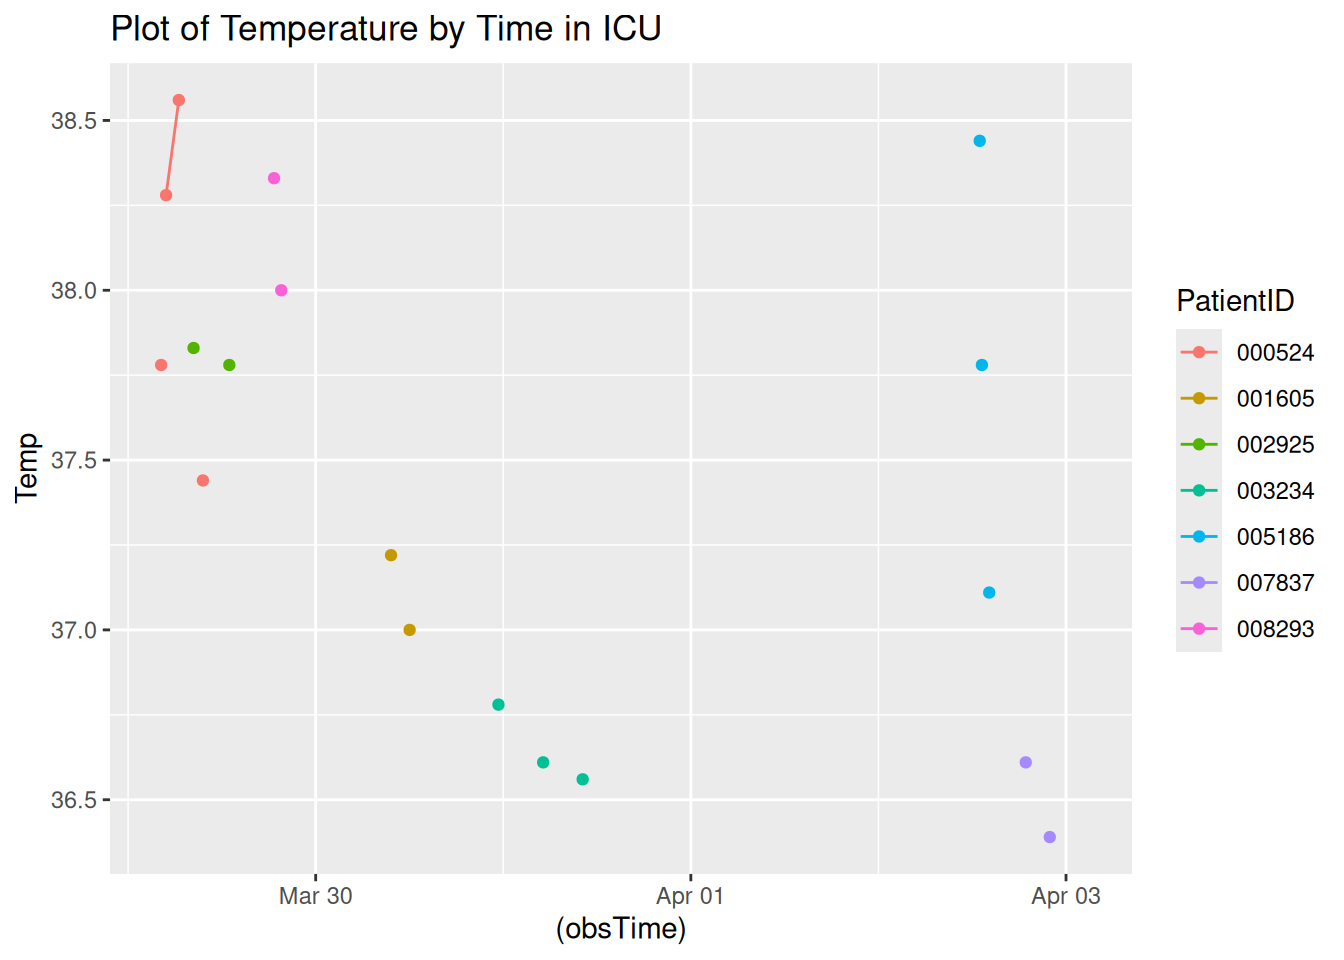 Plot of Temperature by Time in ICU
38.5
38.0
37.5
37.0
36.5
Temp
Mar 30
Apr 01
Apr 03
(obsTime)
PatientID
000524
001605
002925
003234
005186
007837
008293